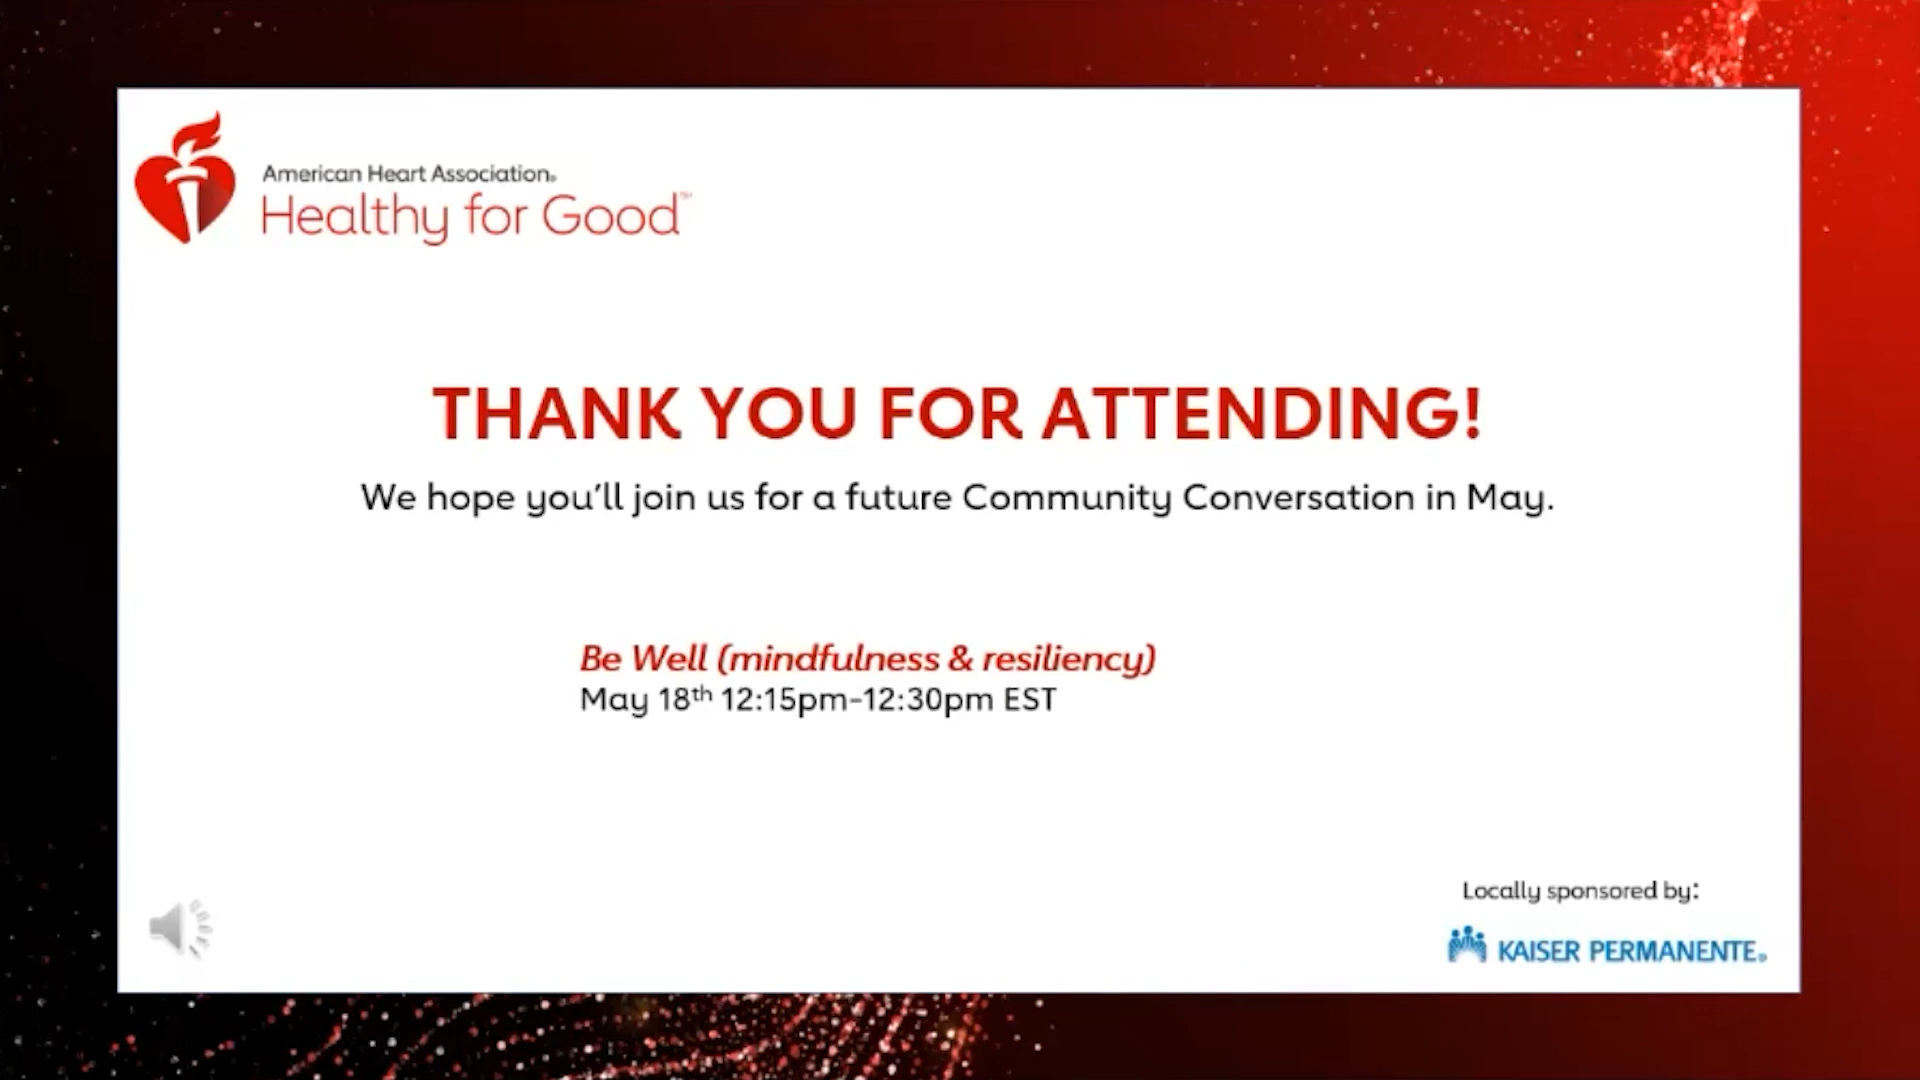 American Heart Association®
Healthy for Good™
THANK YOU FOR ATTENDING!
We hope you'll join us for a future Community Conversation in May.
Be Well (mindfulness & resiliency)
May 18th 12:15pm-12:30pm EST
Locally sponsored by:
KAISER PERMANENTE®